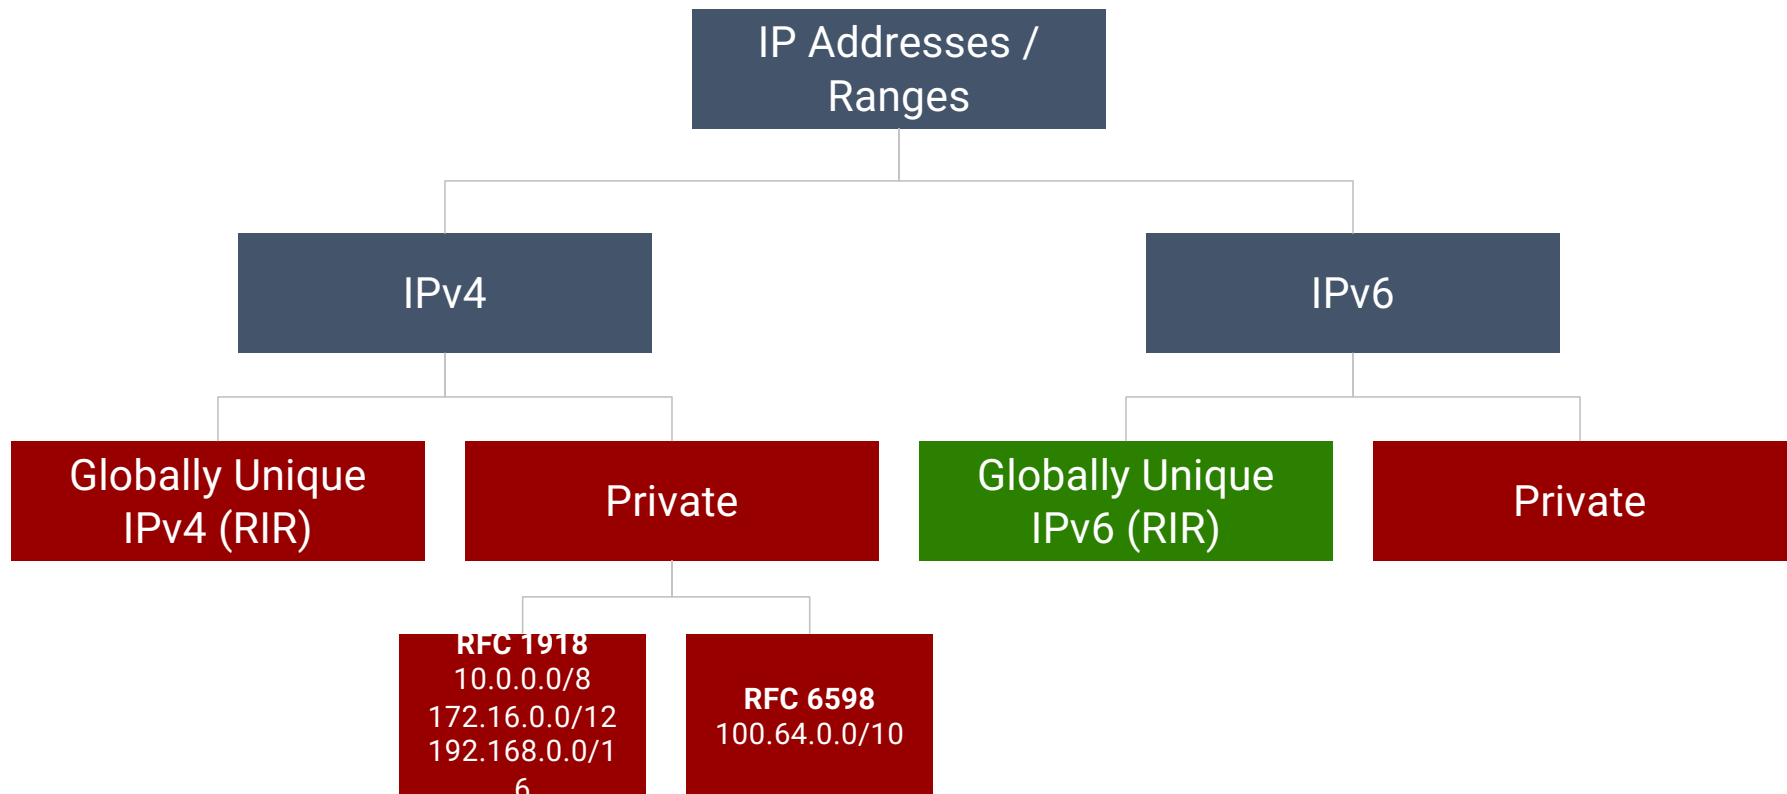 IP Addresses /
Ranges
IPv4
IPv6
Globally Unique
IPv4 (RIR)
Private
Globally Unique
IPv6 (RIR)
Private
RFC 1918
10.0.0.0/8
172.16.0.0/12
192.168.0.0/1
6
RFC 6598
100.64.0.0/10